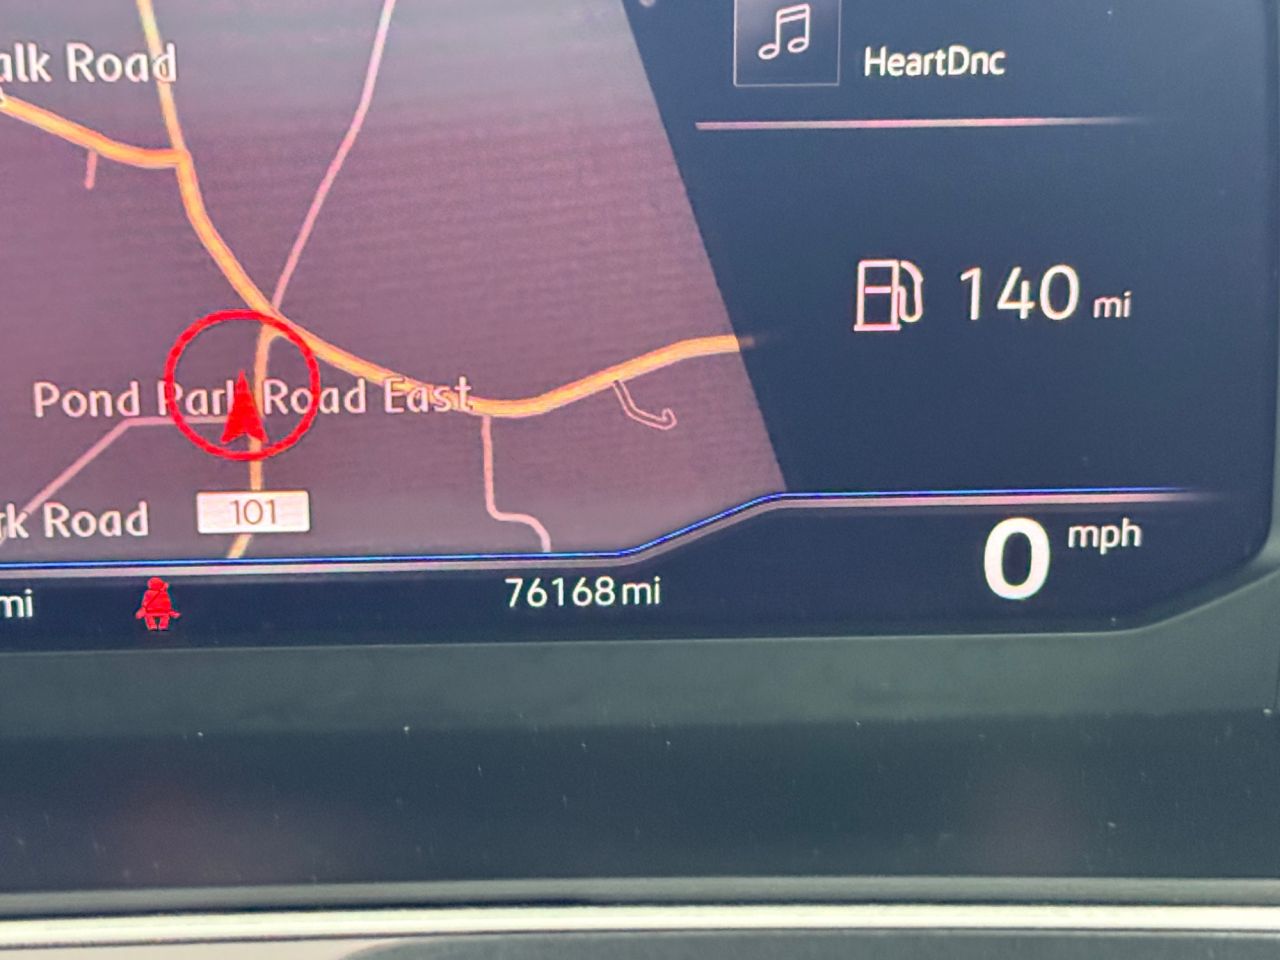 alk Road
HeartDnc
140 mi
Pond Park Road East
rk Road
101
0 mph
mi
76168 mi